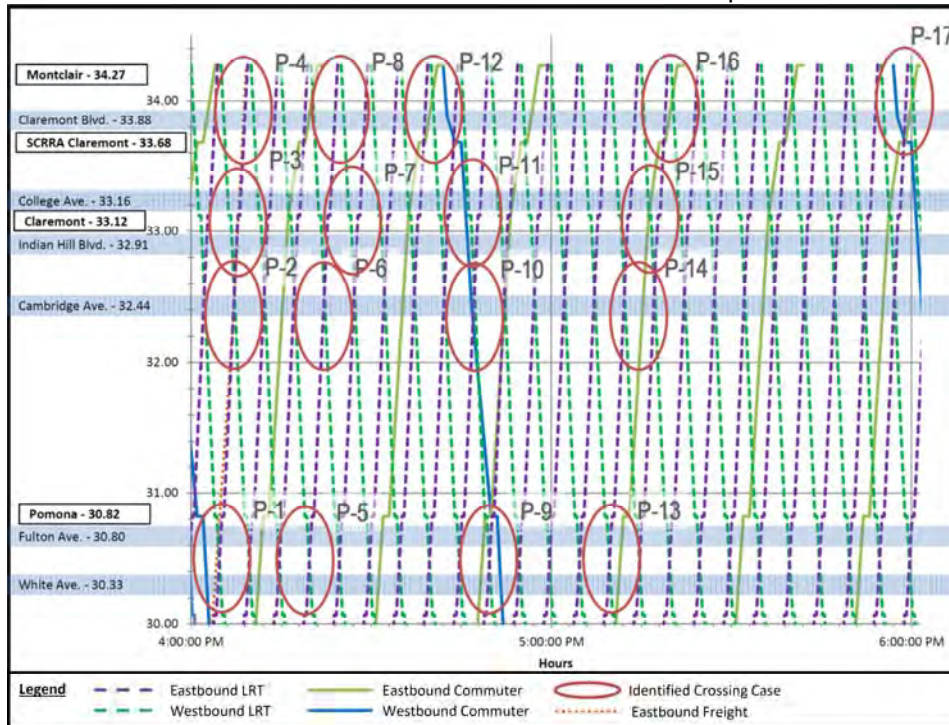 Montclair - 34.27
P-4
P-8
P-12
P-16
P-17
34.00
Claremont Blvd. - 33.88
SCRRA Claremont - 33.68
P-3
P-7
P-11
P-15
College Ave. - 33.16
Claremont - 33.12
33.00
Indian Hill Blvd. - 32.91
P-2
P-6
P-10
P-14
Cambridge Ave. - 32.44
32.00
31.00
Pomona - 30.82
P-1
P-5
P-9
P-13
Fulton Ave. - 30.80
White Ave. - 30.33
30.00
4:00:00 PM
5:00:00 PM
6:00:00 PM
Hours
Legend
Eastbound LRT
Eastbound Commuter
Identified Crossing Case
Westbound LRT
Westbound Commuter
Eastbound Freight